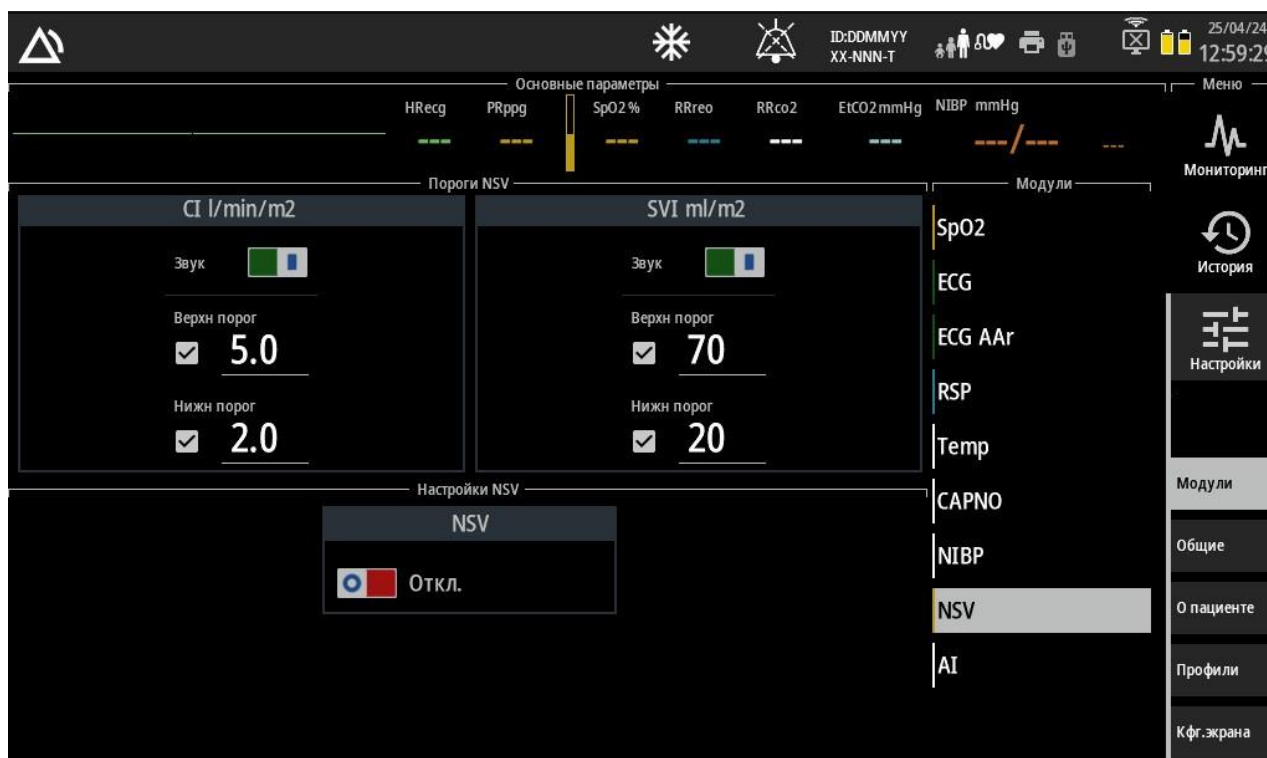 ID:DDMMYY
XX-NNN-T
25/04/24
12:59:29
Основные параметры
Меню
HRecg PRppg SpO2% RRreo RRco2 EtCO2mmHg NIBP mmHg
--- --- --- --- --- --- ---/--- ---
Мониторинг
Пороги NSV
Модули
CI l/min/m2
SVI ml/m2
Звук
Звук
Верхн порог
5.0
Верхн порог
70
Нижн порог
2.0
Нижн порог
20
Настройки NSV
NSV
Откл.
SpO2
ECG
ECG AAr
RSP
Temp
CAPNO
NIBP
NSV
AI
История
Настройки
Модули
Общие
О пациенте
Профили
Кфг.экрана